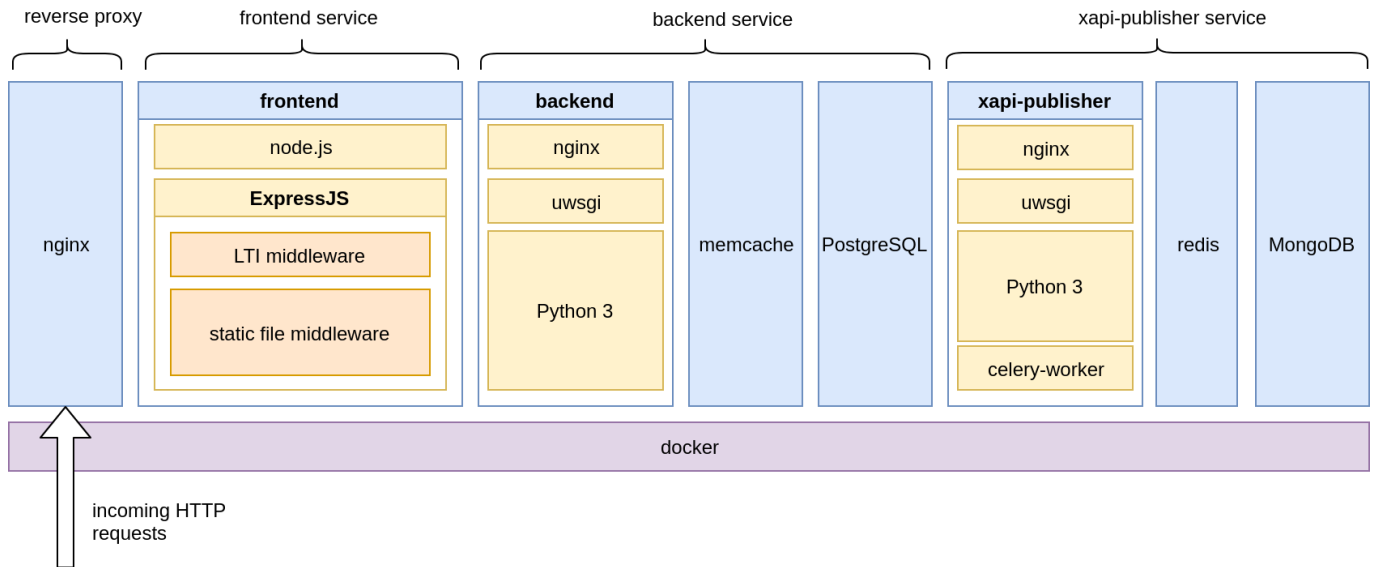 reverse proxy
frontend service
backend service
xapi-publisher service
nginx
frontend
node.js
ExpressJS
LTI middleware
static file middleware
backend
nginx
uwsgi
Python 3
memcache
PostgreSQL
xapi-publisher
nginx
uwsgi
Python 3
celery-worker
redis
MongoDB
docker
incoming HTTP
requests